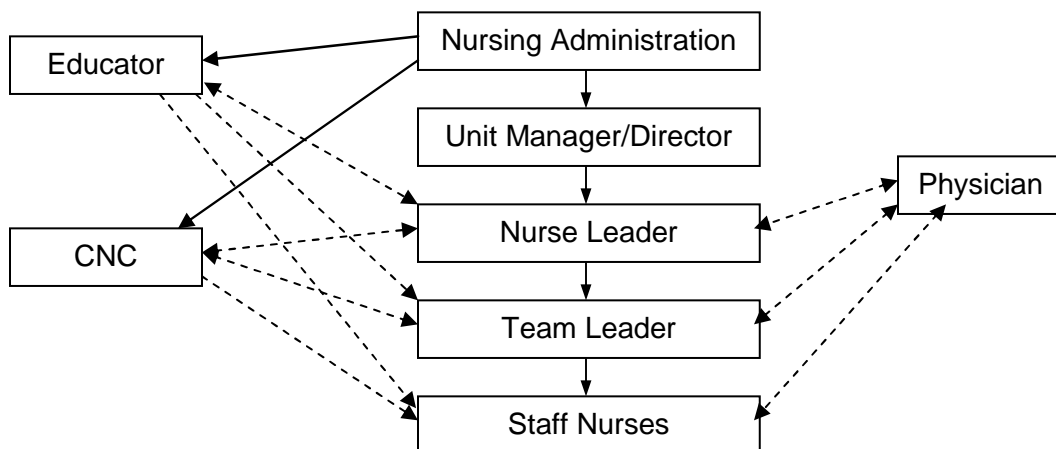 Nursing Administration
Educator
Unit Manager/Director
Physician
Nurse Leader
CNC
Team Leader
Staff Nurses